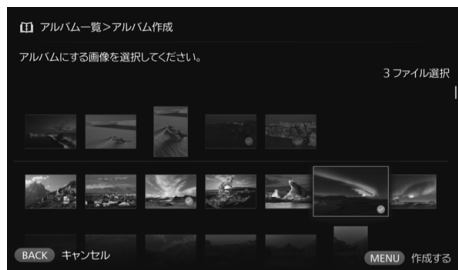 アルバム一覧>アルバム作成
アルバムにする画像を選択してください。
3 ファイル選択
BACK キャンセル
MENU 作成する